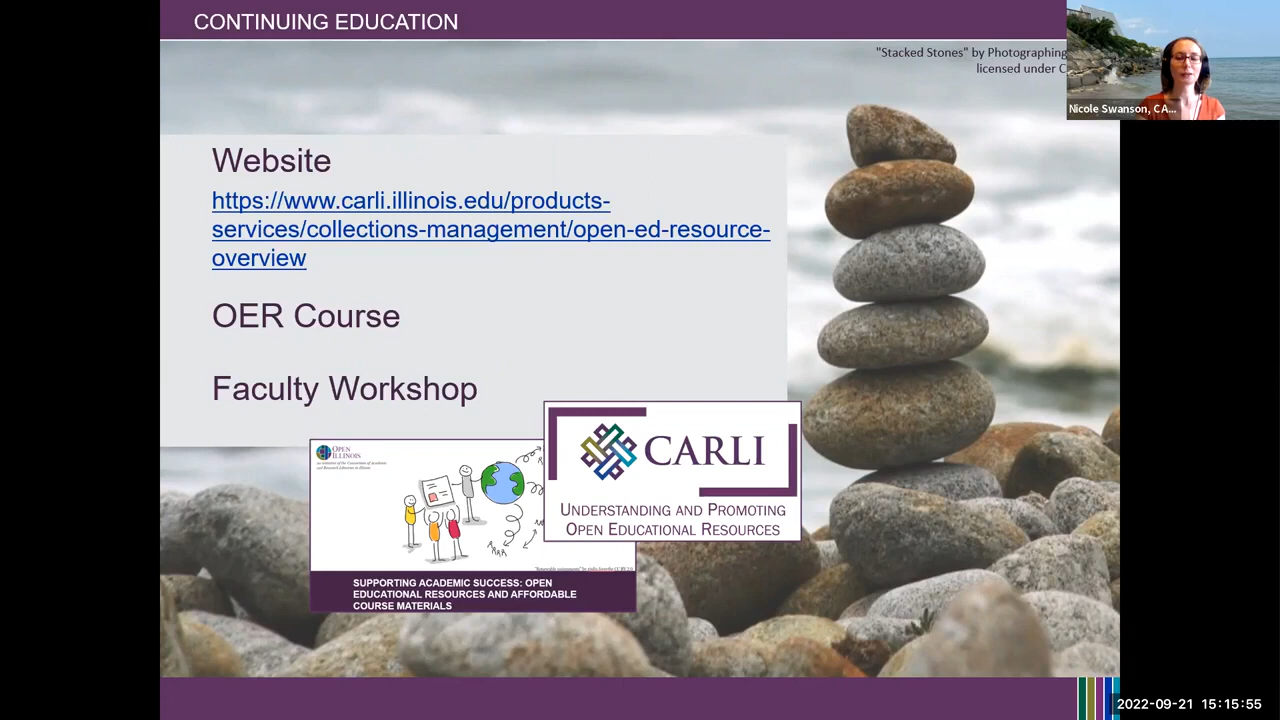 CONTINUING EDUCATION
"Stacked Stones" by Photographing
licensed under C
Nicole Swanson, CA...
Website
https://www.carli.illinois.edu/products-
services/collections-management/open-ed-resource-
overview
OER Course
Faculty Workshop
OPEN
ILLINOIS
CARLI
UNDERSTANDING AND PROMOTING
OPEN EDUCATIONAL RESOURCES
SUPPORTING ACADEMIC SUCCESS: OPEN
EDUCATIONAL RESOURCES AND AFFORDABLE
COURSE MATERIALS
2022-09-21 15:15:55